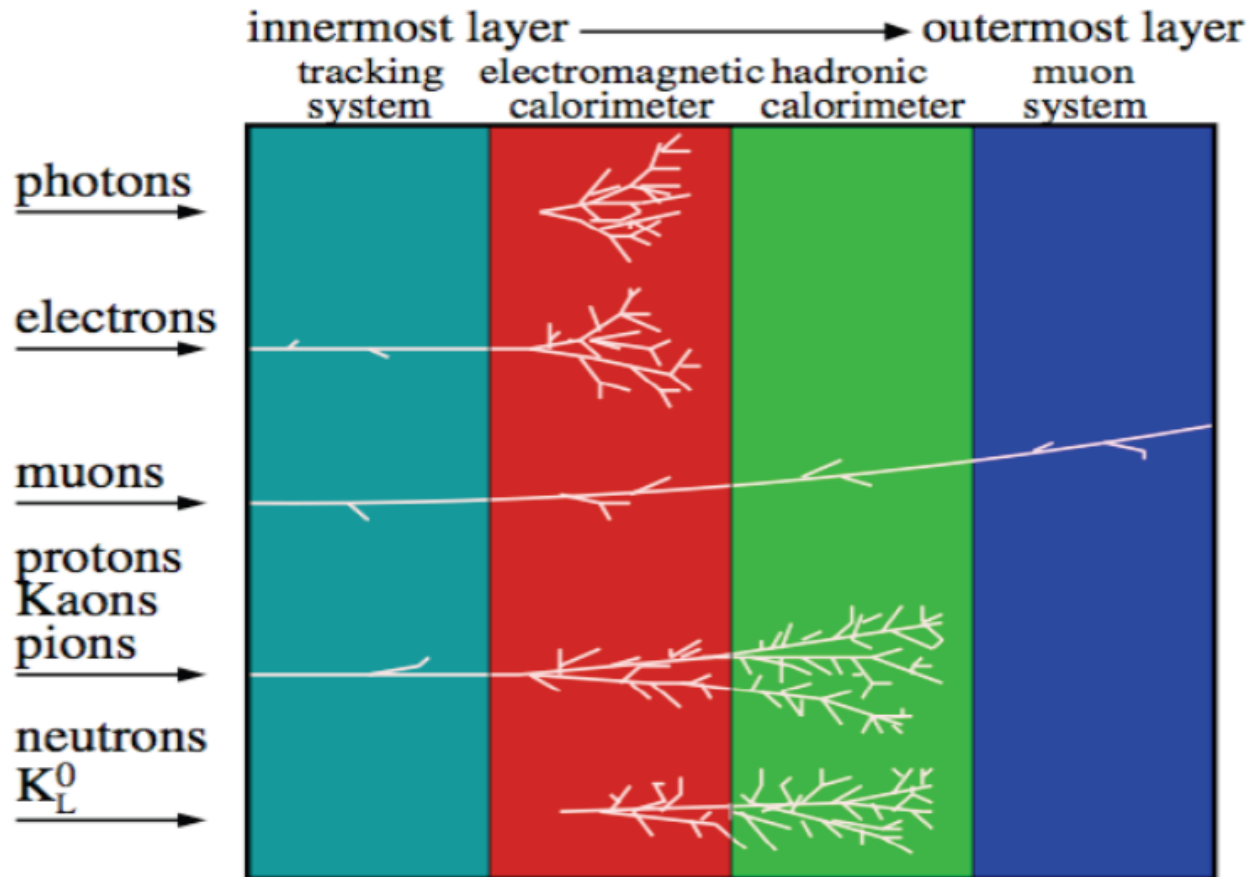 innermost layer outermost layer
tracking electromagnetic hadronic muon
system calorimeter calorimeter system
photons
electrons
muons
protons
Kaons
pions
neutrons
K⁰L